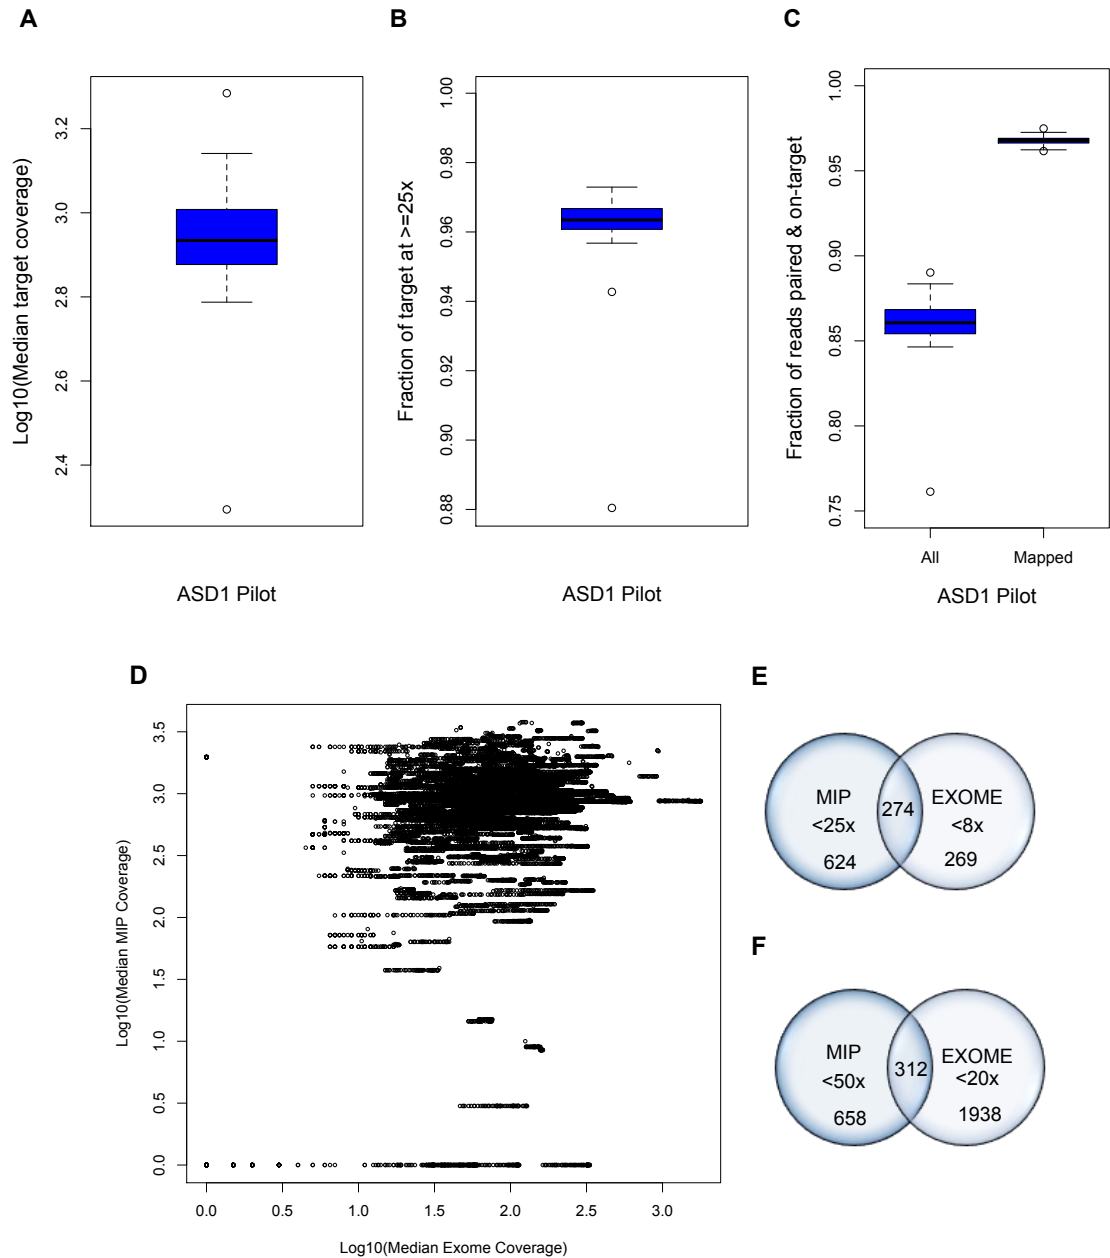 A
Log10(Median target coverage)
3.2
3.0
2.8
2.6
2.4
ASD1 Pilot
B
Fraction of target at >=25x
1.00
0.98
0.96
0.94
0.92
0.90
0.88
ASD1 Pilot
C
Fraction of reads paired & on-target
1.00
0.95
0.90
0.85
0.80
0.75
All Mapped
ASD1 Pilot
D
Log10(Median MIP Coverage)
3.5
3.0
2.5
2.0
1.5
1.0
0.5
0.0
0.0 0.5 1.0 1.5 2.0 2.5 3.0
Log10(Median Exome Coverage)
E
MIP
<25x
624
274
EXOME
<8x
269
F
MIP
<50x
658
312
EXOME
<20x
1938